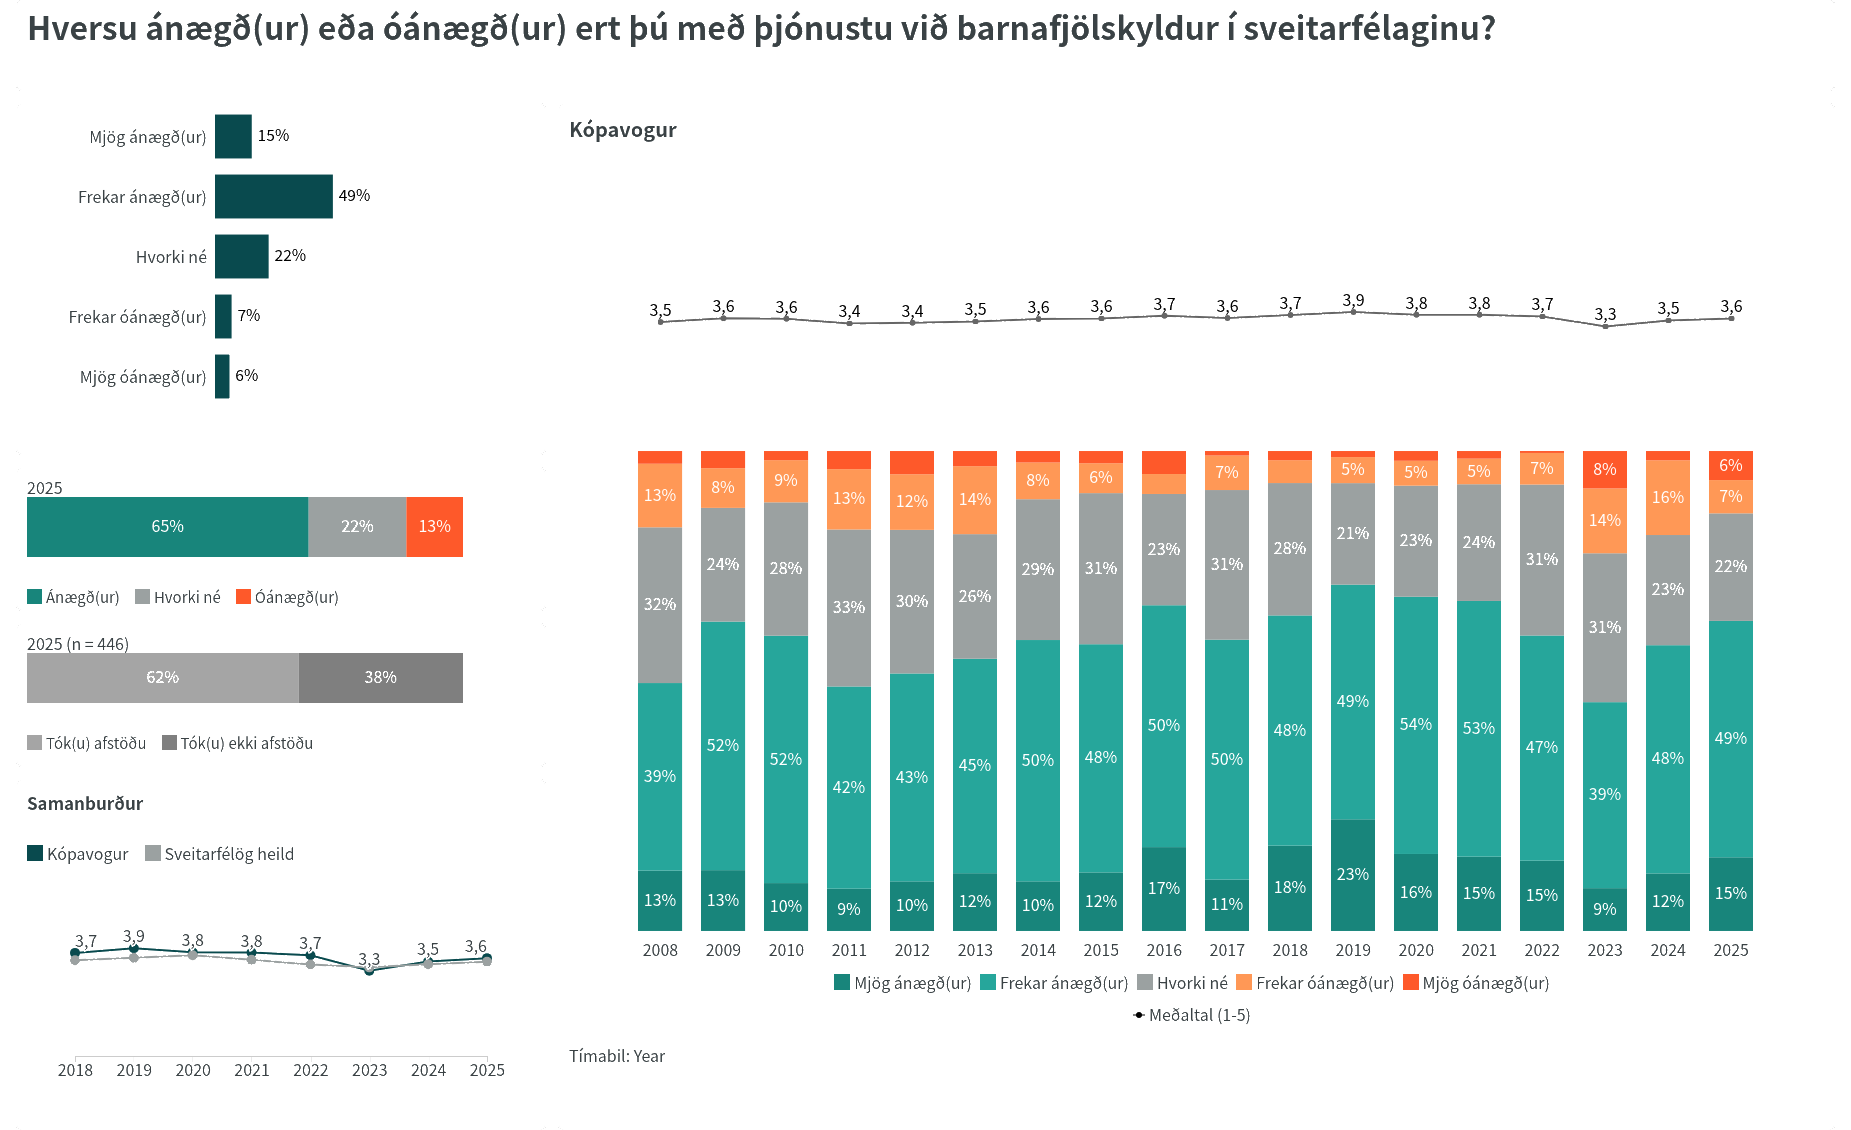 Hversu ánægð(ur) eða óánægð(ur) ert þú með þjónustu við barnafjölskyldur í sveitarfélaginu?
Mjög ánægð(ur) 15%
Frekar ánægð(ur) 49%
Hvorki né 22%
Frekar óánægð(ur) 7%
Mjög óánægð(ur) 6%
2025
65% 22% 13%
Ánægð(ur) Hvorki né Óánægð(ur)
2025 (n = 446)
62% 38%
Tók(u) afstöðu Tók(u) ekki afstöðu
Samanburður
Kópavogur Sveitarfélög heild
3,7 3,9 3,8 3,8 3,7 3,3 3,5 3,6
2018 2019 2020 2021 2022 2023 2024 2025
Kópavogur
3,5 3,6 3,6 3,4 3,4 3,5 3,6 3,6 3,7 3,6 3,7 3,9 3,8 3,8 3,7 3,3 3,5 3,6
8% 6%
13% 8% 9% 13% 12% 14% 8% 6% 7% 5% 5% 5% 7% 14% 16% 7%
32% 24% 28% 33% 30% 26% 29% 31% 23% 31% 28% 21% 23% 24% 31% 31% 23% 22%
39% 52% 52% 42% 43% 45% 50% 48% 50% 50% 48% 49% 54% 53% 47% 39% 48% 49%
13% 13% 10% 9% 10% 12% 10% 12% 17% 11% 18% 23% 16% 15% 15% 9% 12% 15%
2008 2009 2010 2011 2012 2013 2014 2015 2016 2017 2018 2019 2020 2021 2022 2023 2024 2025
Mjög ánægð(ur) Frekar ánægð(ur) Hvorki né Frekar óánægð(ur) Mjög óánægð(ur)
Meðaltal (1-5)
Tímabil: Year